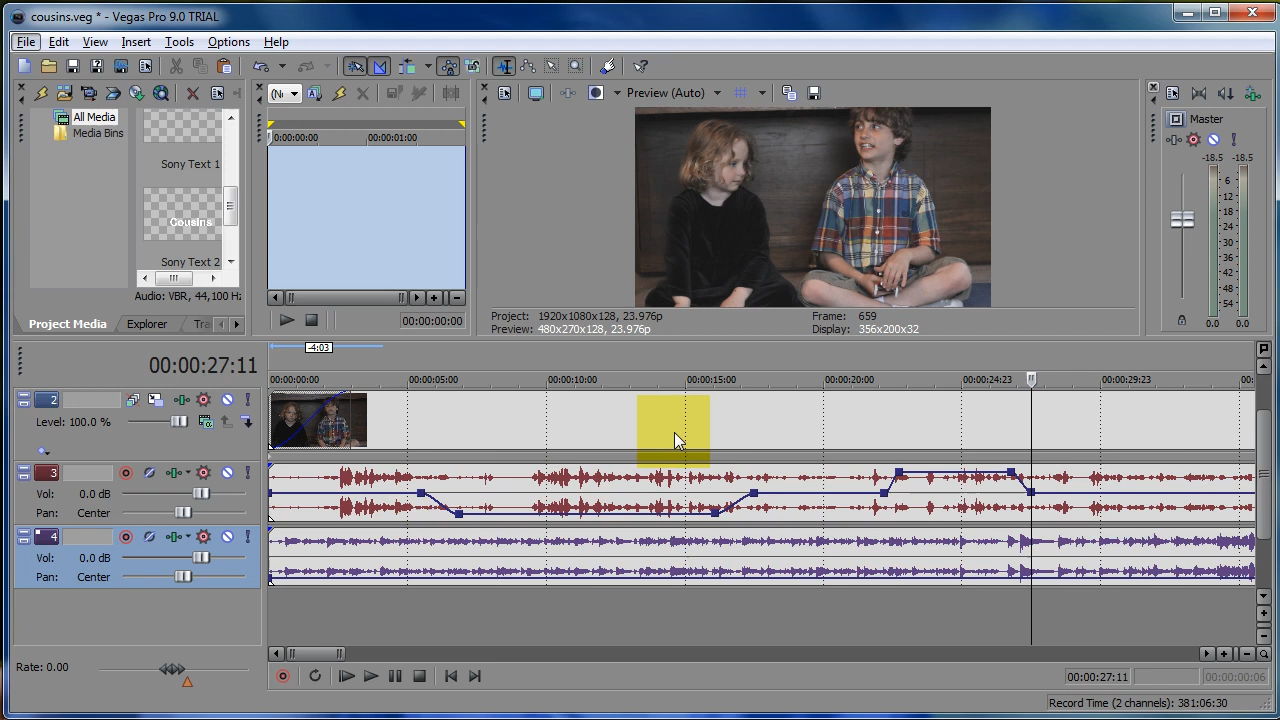 cousins.veg * - Vegas Pro 9.0 TRIAL
File Edit View Insert Tools Options Help
Preview (Auto)
All Media
Media Bins
Sony Text 1
Cousins
Sony Text 2
Audio: VBR, 44,100 Hz
Project Media Explorer Tra
0:00:00:00 00:00:01:00
00:00:00:00
Project: 1920x1080x128, 23.976p Frame: 659
Preview: 480x270x128, 23.976p Display: 356x200x32
Master
-18.5 -18.5
6
12
18
24
30
36
42
48
54
0.0 0.0
-4:03
00:00:27:11
00:00:00:00 00:00:05:00 00:00:10:00 00:00:15:00 00:00:20:00 00:00:24:23 00:00:29:23 00:
2
Level: 100.0 %
3
Vol: 0.0 dB
Pan: Center
4
Vol: 0.0 dB
Pan: Center
Rate: 0.00
00:00:27:11 00:00:00:06
Record Time (2 channels): 381:06:30